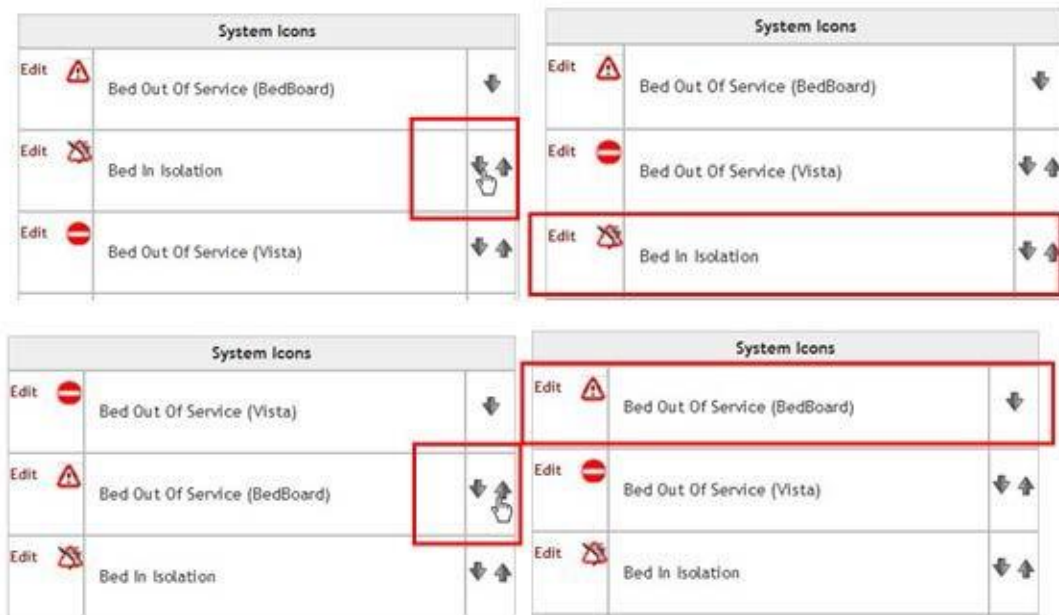 System Icons
Edit Bed Out Of Service (BedBoard)
Edit Bed In Isolation
Edit Bed Out Of Service (Vista)
System Icons
Edit Bed Out Of Service (BedBoard)
Edit Bed Out Of Service (Vista)
Edit Bed In Isolation
System Icons
Edit Bed Out Of Service (Vista)
Edit Bed Out Of Service (BedBoard)
Edit Bed In Isolation
System Icons
Edit Bed Out Of Service (BedBoard)
Edit Bed Out Of Service (Vista)
Edit Bed In Isolation